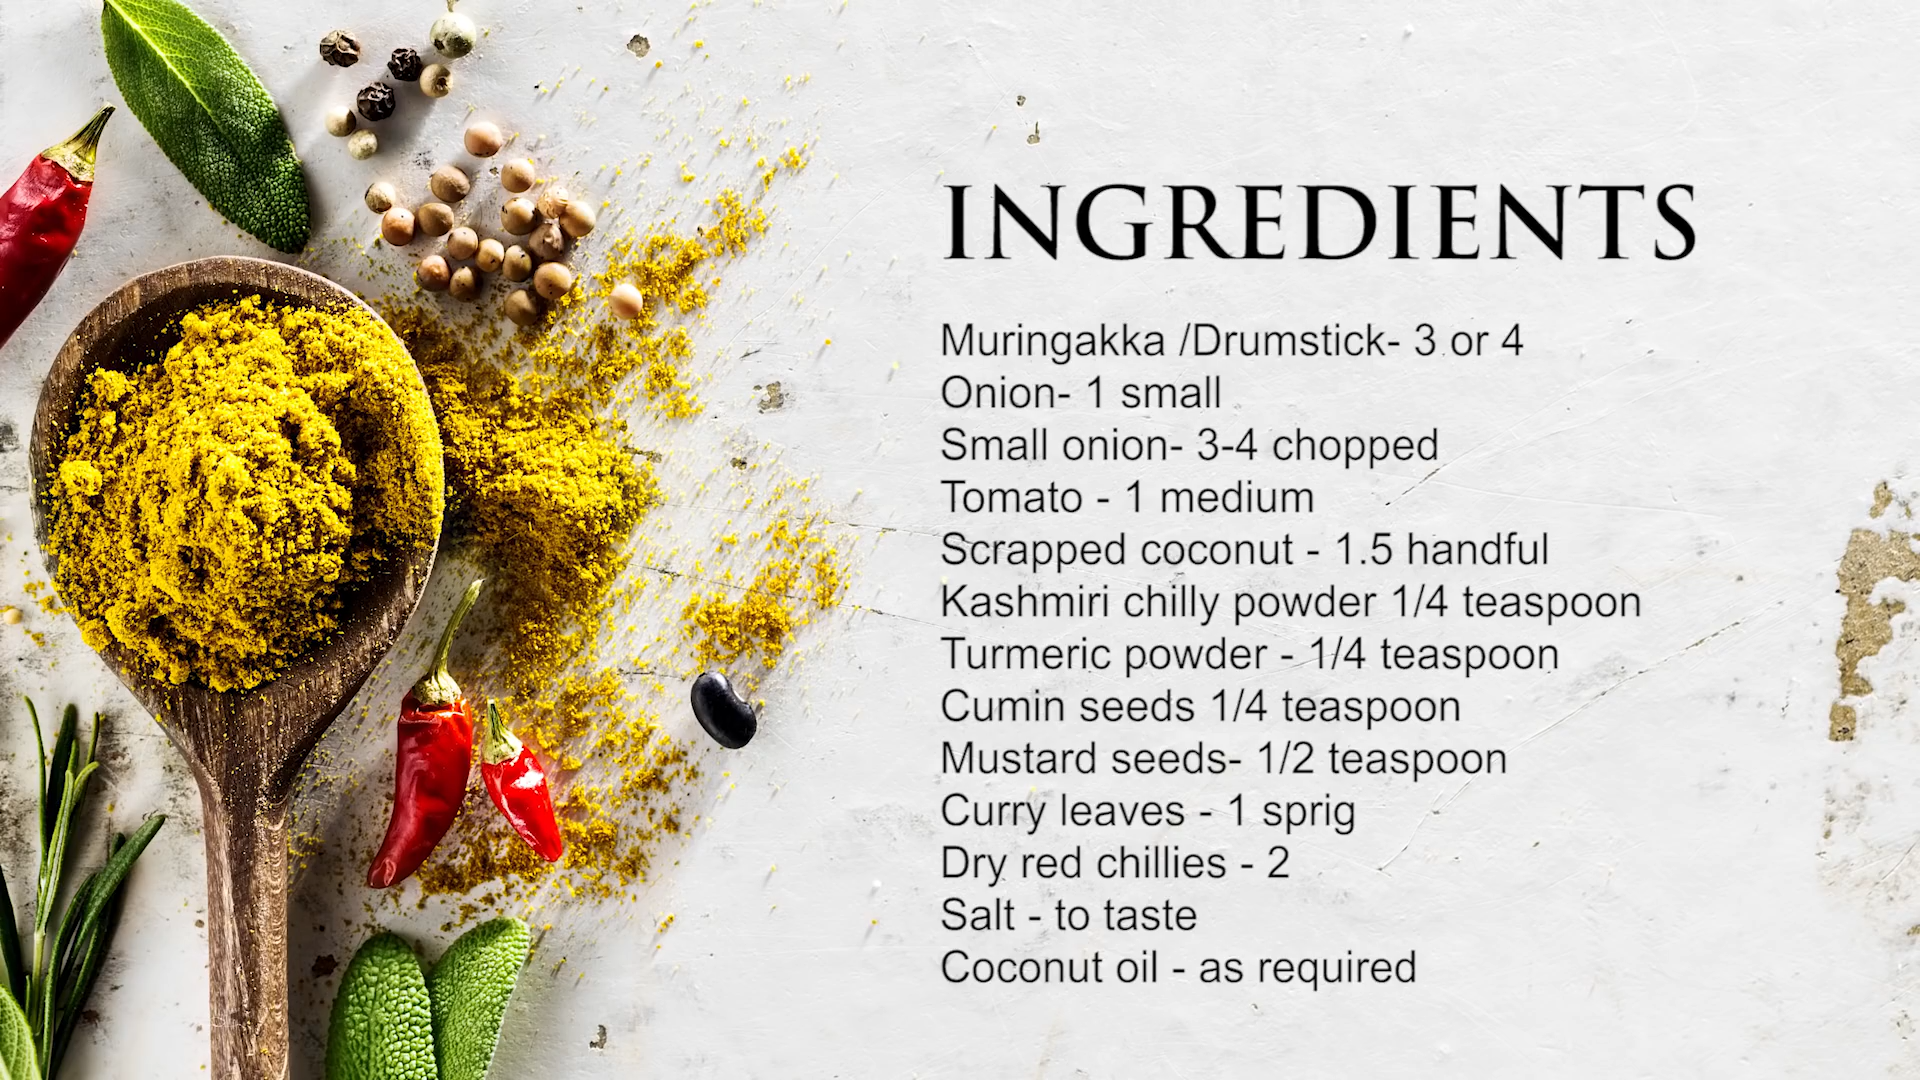 INGREDIENTS
Muringakka /Drumstick- 3 or 4
Onion- 1 small
Small onion- 3-4 chopped
Tomato - 1 medium
Scrapped coconut - 1.5 handful
Kashmiri chilly powder 1/4 teaspoon
Turmeric powder - 1/4 teaspoon
Cumin seeds 1/4 teaspoon
Mustard seeds- 1/2 teaspoon
Curry leaves - 1 sprig
Dry red chillies - 2
Salt - to taste
Coconut oil - as required